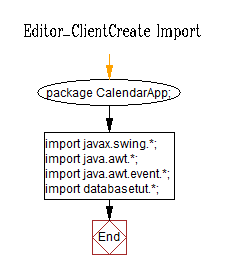 Editor_ClientCreate Import
package CalendarApp;
import javax.swing.*;
import java.awt.*;
import java.awt.event.*;
import databasetut.*;
End